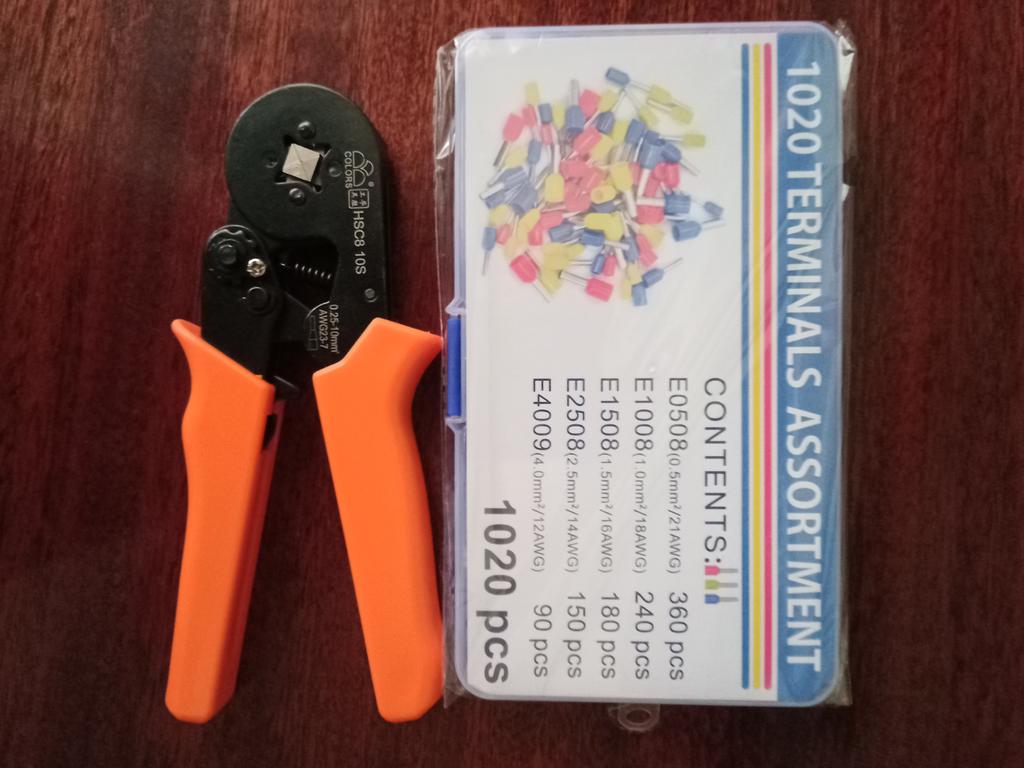 COLORS®
HSC8 10S
0.25-10mm²
AWG23-7
1020 TERMINALS ASSORTMENT
CONTENTS:
E0508(0.5mm²/21AWG) 360 pcs
E1008(1.0mm²/18AWG) 240 pcs
E1508(1.5mm²/16AWG) 180 pcs
E2508(2.5mm²/14AWG) 150 pcs
E4009(4.0mm²/12AWG) 90 pcs
1020 pcs